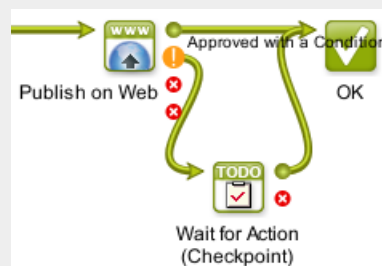 WWW
Approved with a Condition
Publish on Web
OK
TODO
Wait for Action
(Checkpoint)